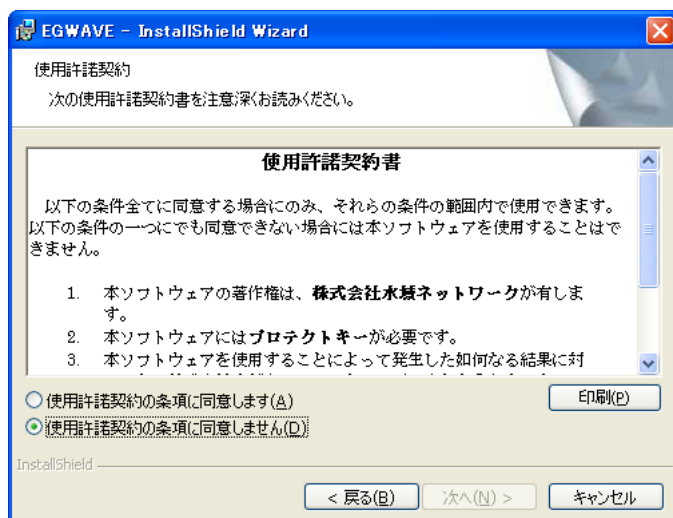 EGWAVE - InstallShield Wizard
使用許諾契約
次の使用許諾契約書を注意深くお読みください。
使用許諾契約書
以下の条件全てに同意する場合にのみ、それらの条件の範囲内で使用できます。
以下の条件の一つにでも同意できない場合には本ソフトウェアを使用することはで
きません。
1. 本ソフトウェアの著作権は、株式会社水域ネットワークが有しま
す。
2. 本ソフトウェアにはプロテクトキーが必要です。
3. 本ソフトウェアを使用することによって発生した如何なる結果に対
使用許諾契約の条項に同意します(A)
印刷(P)
使用許諾契約の条項に同意しません(D)
InstallShield
< 戻る(B)
次へ(N) >
キャンセル